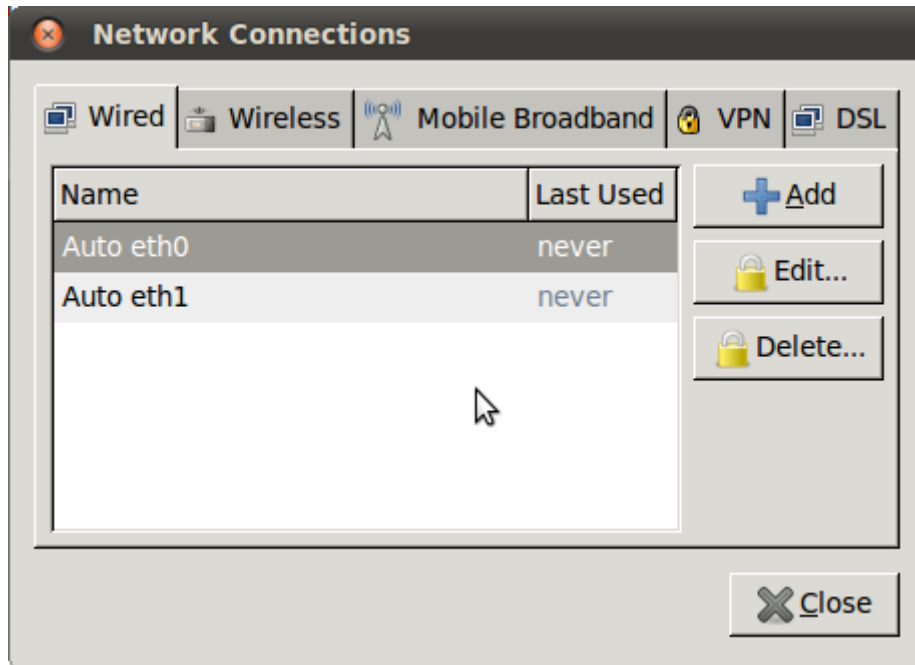 Network Connections
Wired Wireless Mobile Broadband VPN DSL
Name Last Used Add
Auto eth0 never
Edit...
Auto eth1 never
Delete...
Close